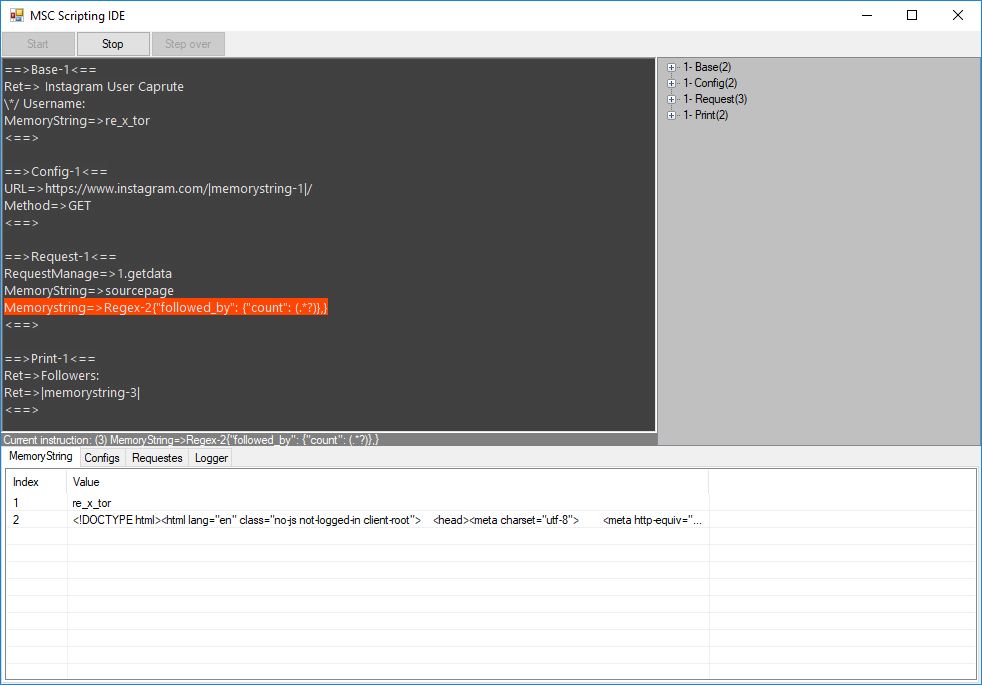 MSC Scripting IDE
Start Stop Step over
==>Base-1<==
Ret=> Instagram User Caprute
\*/ Username:
MemoryString=>re_x_tor
<==>
==>Config-1<==
URL=>https://www.instagram.com/|memorystring-1|/
Method=>GET
<==>
==>Request-1<==
RequestManage=>1.getdata
MemoryString=>sourcepage
Memorystring=>Regex-2{"followed_by": {"count": (.*?)},}
<==>
==>Print-1<==
Ret=>Followers:
Ret=>|memorystring-3|
<==>
1- Base(2)
1- Config(2)
1- Request(3)
1- Print(2)
Current instruction: (3) MemoryString=>Regex-2{"followed_by": {"count": (.*?)},}
MemoryString Configs Requestes Logger
Index Value
1 re_x_tor
2 <!DOCTYPE html><html lang="en" class="no-js not-logged-in client-root"> <head><meta charset="utf-8"> <meta http-equiv="...